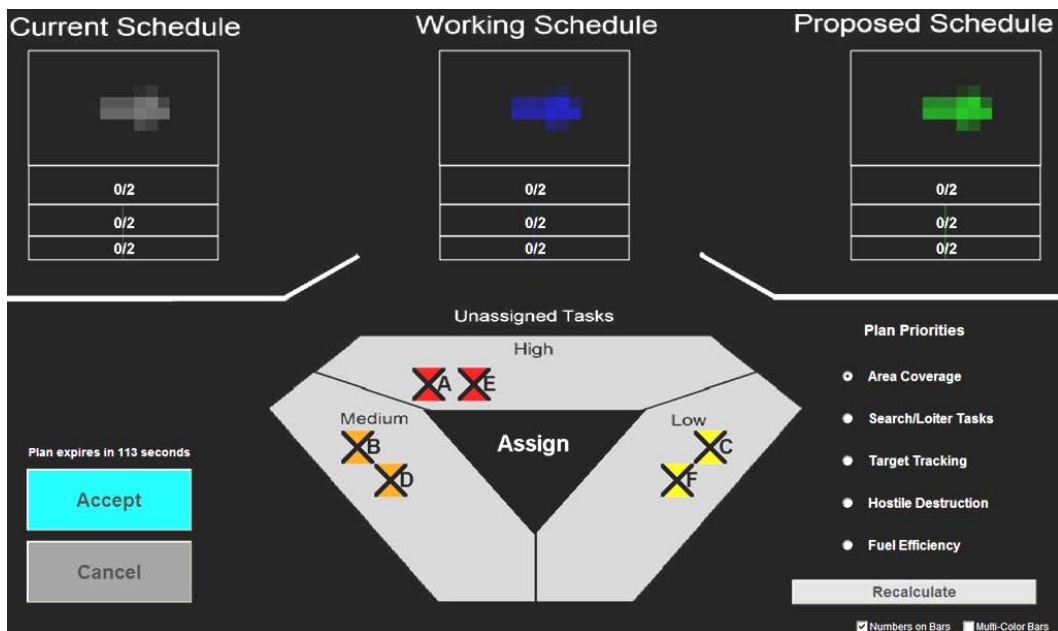 Current Schedule
Working Schedule
Proposed Schedule
0/2
0/2
0/2
0/2
0/2
0/2
0/2
0/2
0/2
Unassigned Tasks
High
A
E
Medium
B
D
Low
C
F
Assign
Plan expires in 113 seconds
Accept
Cancel
Plan Priorities
Area Coverage
Search/Loiter Tasks
Target Tracking
Hostile Destruction
Fuel Efficiency
Recalculate
Numbers on Bars
Multi-Color Bars